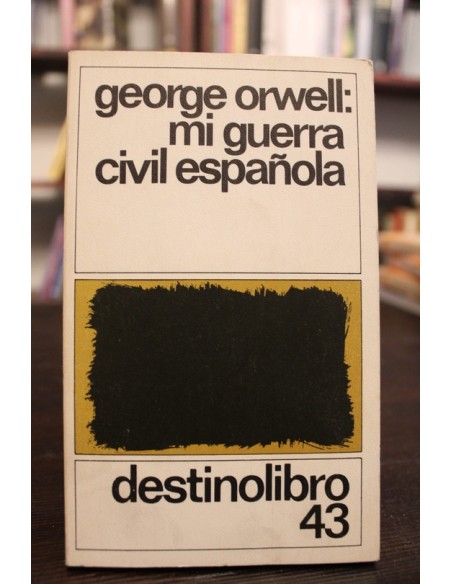 george orwell:
mi guerra
civil española
destinolibro
43